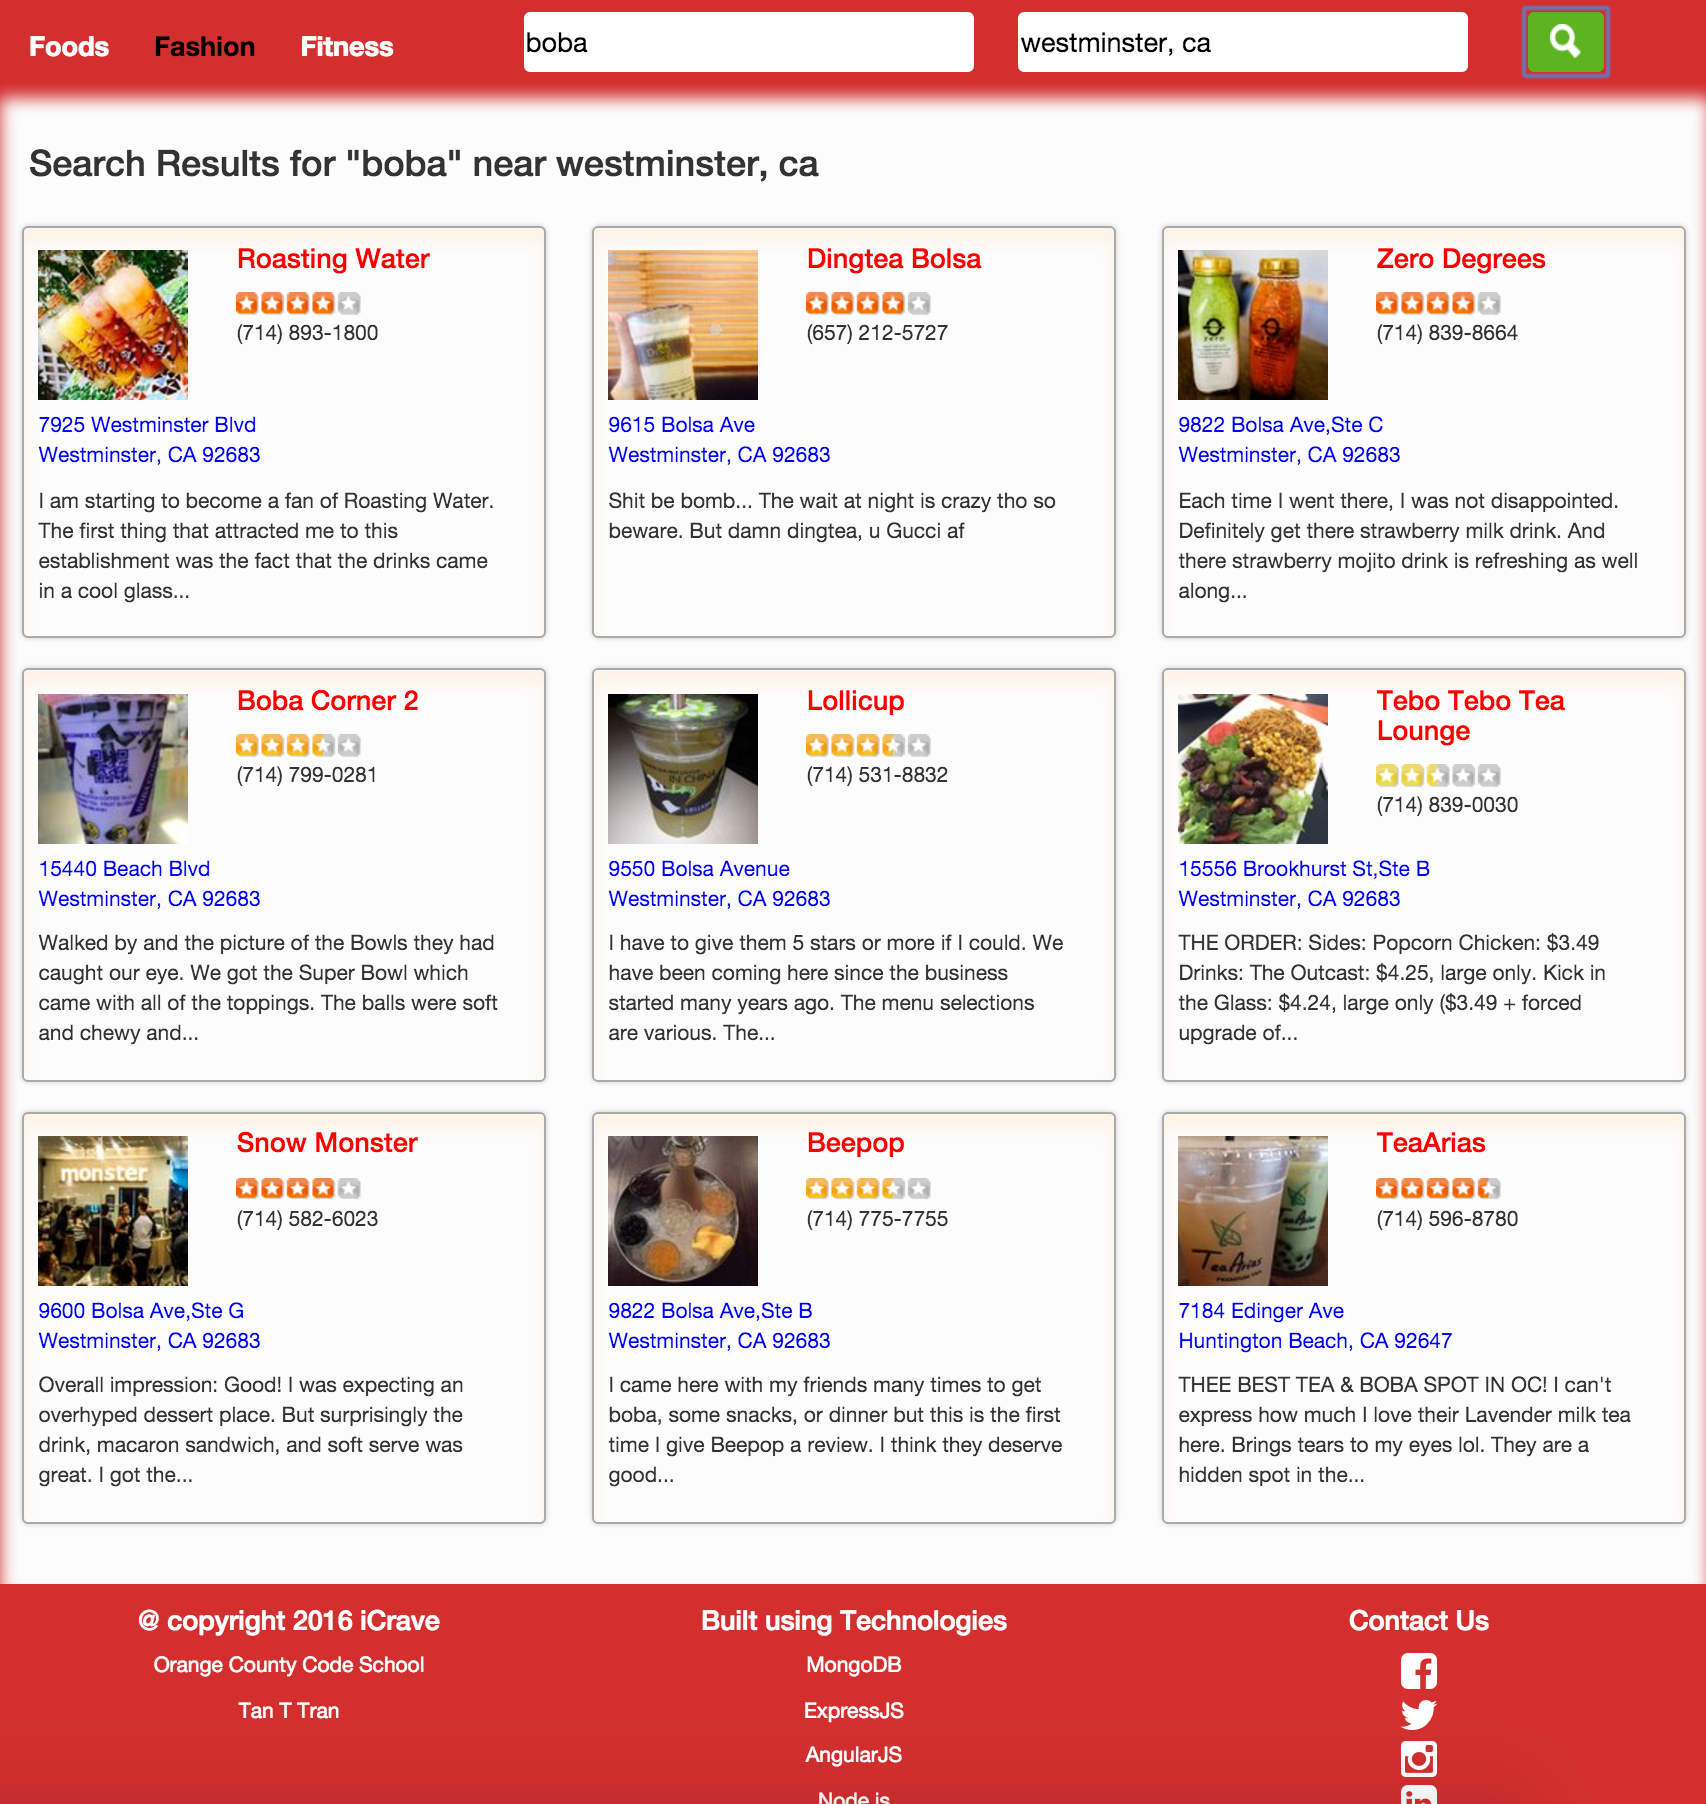 Foods Fashion Fitness boba westminster, ca
Search Results for "boba" near westminster, ca
Roasting Water
(714) 893-1800
7925 Westminster Blvd
Westminster, CA 92683
I am starting to become a fan of Roasting Water.
The first thing that attracted me to this
establishment was the fact that the drinks came
in a cool glass...
Dingtea Bolsa
(657) 212-5727
9615 Bolsa Ave
Westminster, CA 92683
Shit be bomb... The wait at night is crazy tho so
beware. But damn dingtea, u Gucci af
Zero Degrees
(714) 839-8664
9822 Bolsa Ave,Ste C
Westminster, CA 92683
Each time I went there, I was not disappointed.
Definitely get there strawberry milk drink. And
there strawberry mojito drink is refreshing as well
along...
Boba Corner 2
(714) 799-0281
15440 Beach Blvd
Westminster, CA 92683
Walked by and the picture of the Bowls they had
caught our eye. We got the Super Bowl which
came with all of the toppings. The balls were soft
and chewy and...
Lollicup
IN CHINA
(714) 531-8832
9550 Bolsa Avenue
Westminster, CA 92683
I have to give them 5 stars or more if I could. We
have been coming here since the business
started many years ago. The menu selections
are various. The...
Tebo Tebo Tea
Lounge
(714) 839-0030
15556 Brookhurst St,Ste B
Westminster, CA 92683
THE ORDER: Sides: Popcorn Chicken: $3.49
Drinks: The Outcast: $4.25, large only. Kick in
the Glass: $4.24, large only ($3.49 + forced
upgrade of...
Snow Monster
monster
(714) 582-6023
9600 Bolsa Ave,Ste G
Westminster, CA 92683
Overall impression: Good! I was expecting an
overhyped dessert place. But surprisingly the
drink, macaron sandwich, and soft serve was
great. I got the...
Beepop
(714) 775-7755
9822 Bolsa Ave,Ste B
Westminster, CA 92683
I came here with my friends many times to get
boba, some snacks, or dinner but this is the first
time I give Beepop a review. I think they deserve
good...
TeaArias
TeaArias
TeaArias
(714) 596-8780
7184 Edinger Ave
Huntington Beach, CA 92647
THEE BEST TEA & BOBA SPOT IN OC! I can't
express how much I love their Lavender milk tea
here. Brings tears to my eyes lol. They are a
hidden spot in the...
@ copyright 2016 iCrave
Orange County Code School
Tan T Tran
Built using Technologies
MongoDB
ExpressJS
AngularJS
Node.js
Contact Us